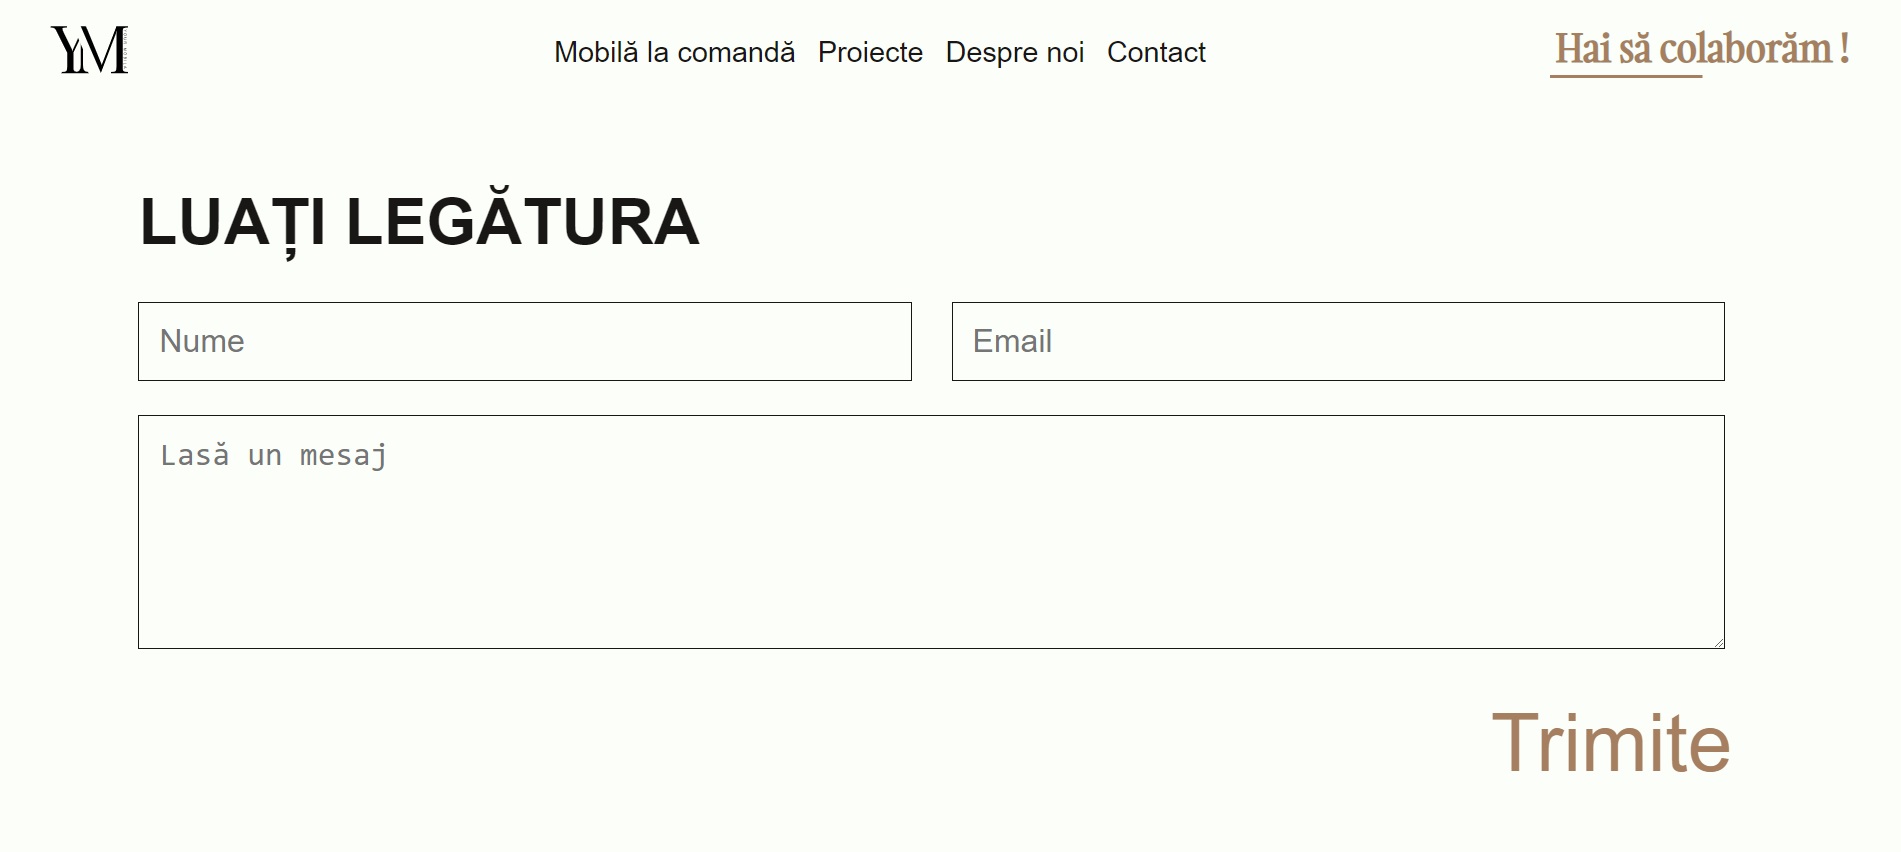 YM
Mobilă la comandă Proiecte Despre noi Contact
Hai să colaborăm !
LUAȚI LEGĂTURA
Nume
Email
Lasă un mesaj
Trimite